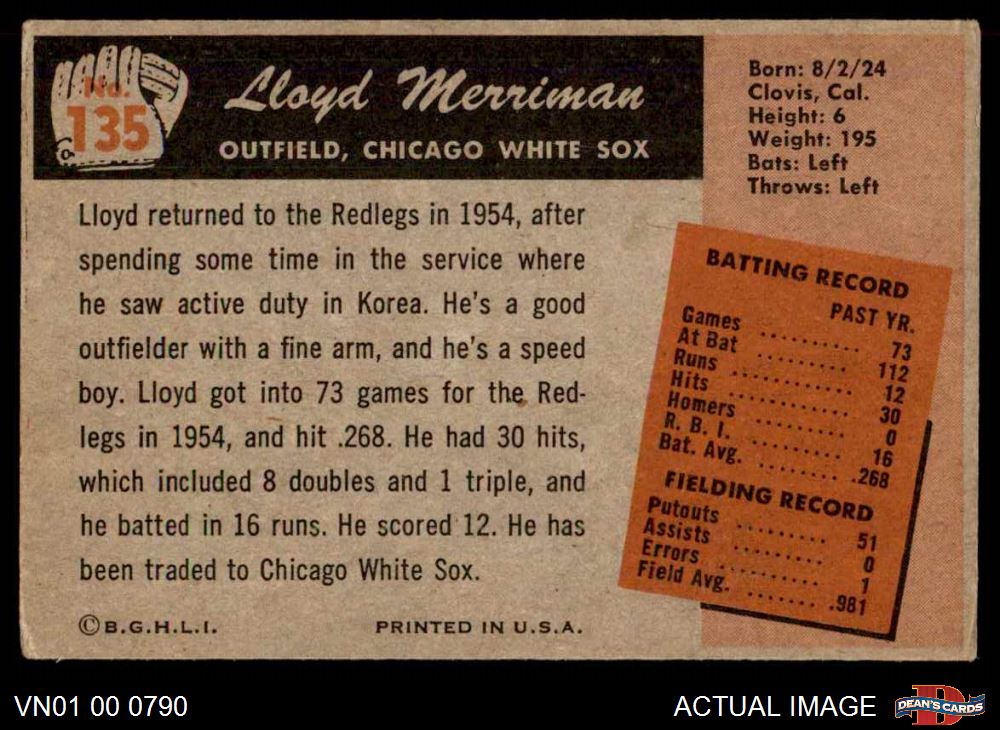 No.
135
Lloyd Merriman
OUTFIELD, CHICAGO WHITE SOX
Born: 8/2/24
Clovis, Cal.
Height: 6
Weight: 195
Bats: Left
Throws: Left
Lloyd returned to the Redlegs in 1954, after
spending some time in the service where
he saw active duty in Korea. He's a good
outfielder with a fine arm, and he's a speed
boy. Lloyd got into 73 games for the Red-
legs in 1954, and hit .268. He had 30 hits,
which included 8 doubles and 1 triple, and
he batted in 16 runs. He scored 12. He has
been traded to Chicago White Sox.
BATTING RECORD
PAST YR.
Games .......... 73
At Bat ......... 112
Runs ............ 12
Hits ............ 30
Homers .......... 0
R. B. I. ........ 16
Bat. Avg. ....... .268
FIELDING RECORD
Putouts ......... 51
Assists ......... 0
Errors .......... 1
Field Avg. ....... .981
©B.G.H.L.I. PRINTED IN U.S.A.
VN01 00 0790 ACTUAL IMAGE
D
DEAN'S CARDS